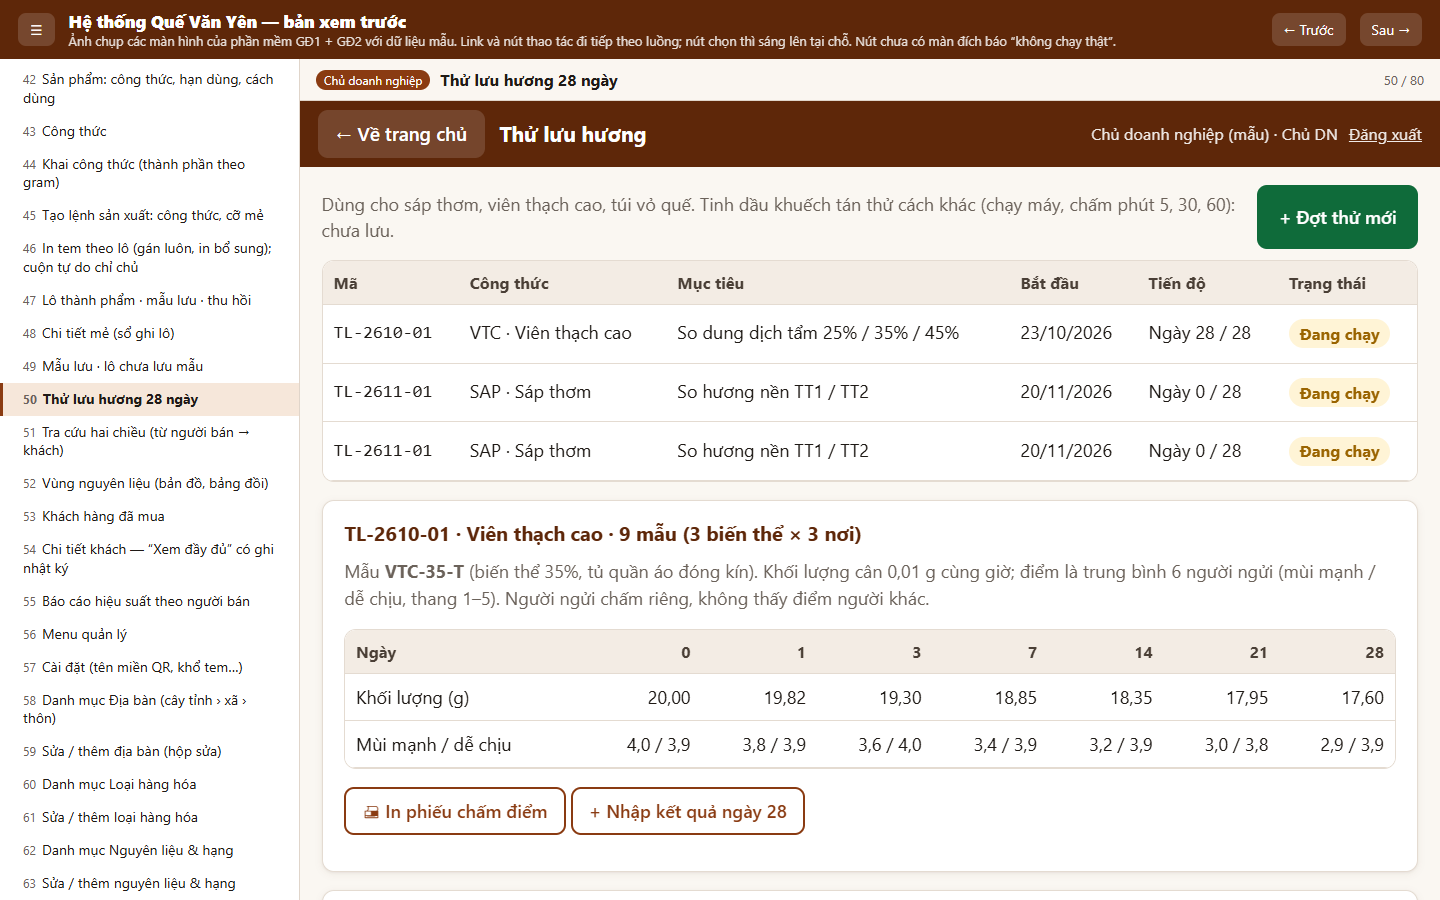 ☰
Hệ thống Quế Văn Yên — bản xem trước
Ảnh chụp các màn hình của phần mềm GĐ1 + GĐ2 với dữ liệu mẫu. Link và nút thao tác đi tiếp theo luồng; nút chọn thì sáng lên tại chỗ. Nút chưa có màn đích báo “không chạy thật”.
← Trước
Sau →
42 Sản phẩm: công thức, hạn dùng, cách
dùng
43 Công thức
44 Khai công thức (thành phần theo
gram)
45 Tạo lệnh sản xuất: công thức, cỡ mẻ
46 In tem theo lô (gán luôn, in bổ sung);
cuộn tự do chỉ chủ
47 Lô thành phẩm · mẫu lưu · thu hồi
48 Chi tiết mẻ (sổ ghi lô)
49 Mẫu lưu · lô chưa lưu mẫu
50 Thử lưu hương 28 ngày
51 Tra cứu hai chiều (từ người bán →
khách)
52 Vùng nguyên liệu (bản đồ, bảng đồi)
53 Khách hàng đã mua
54 Chi tiết khách — “Xem đầy đủ” có ghi
nhật ký
55 Báo cáo hiệu suất theo người bán
56 Menu quản lý
57 Cài đặt (tên miền QR, khổ tem...)
58 Danh mục Địa bàn (cây tỉnh › xã ›
thôn)
59 Sửa / thêm địa bàn (hộp sửa)
60 Danh mục Loại hàng hóa
61 Sửa / thêm loại hàng hóa
62 Danh mục Nguyên liệu & hạng
63 Sửa / thêm nguyên liệu & hạng
Chủ doanh nghiệp Thử lưu hương 28 ngày 50 / 80
← Về trang chủ Thử lưu hương Chủ doanh nghiệp (mẫu) · Chủ DN Đăng xuất
Dùng cho sáp thơm, viên thạch cao, túi vỏ quế. Tinh dầu khuếch tán thử cách khác (chạy máy, chấm phút 5, 30, 60):
chưa lưu.
+ Đợt thử mới
Mã Công thức Mục tiêu Bắt đầu Tiến độ Trạng thái
TL-2610-01 VTC · Viên thạch cao So dung dịch tẩm 25% / 35% / 45% 23/10/2026 Ngày 28 / 28 Đang chạy
TL-2611-01 SAP · Sáp thơm So hương nền TT1 / TT2 20/11/2026 Ngày 0 / 28 Đang chạy
TL-2611-01 SAP · Sáp thơm So hương nền TT1 / TT2 20/11/2026 Ngày 0 / 28 Đang chạy
TL-2610-01 · Viên thạch cao · 9 mẫu (3 biến thể × 3 nơi)
Mẫu VTC-35-T (biến thể 35%, tủ quần áo đóng kín). Khối lượng cân 0,01 g cùng giờ; điểm là trung bình 6 người ngửi (mùi mạnh /
dễ chịu, thang 1–5). Người ngửi chấm riêng, không thấy điểm người khác.
Ngày 0 1 3 7 14 21 28
Khối lượng (g) 20,00 19,82 19,30 18,85 18,35 17,95 17,60
Mùi mạnh / dễ chịu 4,0 / 3,9 3,8 / 3,9 3,6 / 4,0 3,4 / 3,9 3,2 / 3,9 3,0 / 3,8 2,9 / 3,9
In phiếu chấm điểm
+ Nhập kết quả ngày 28